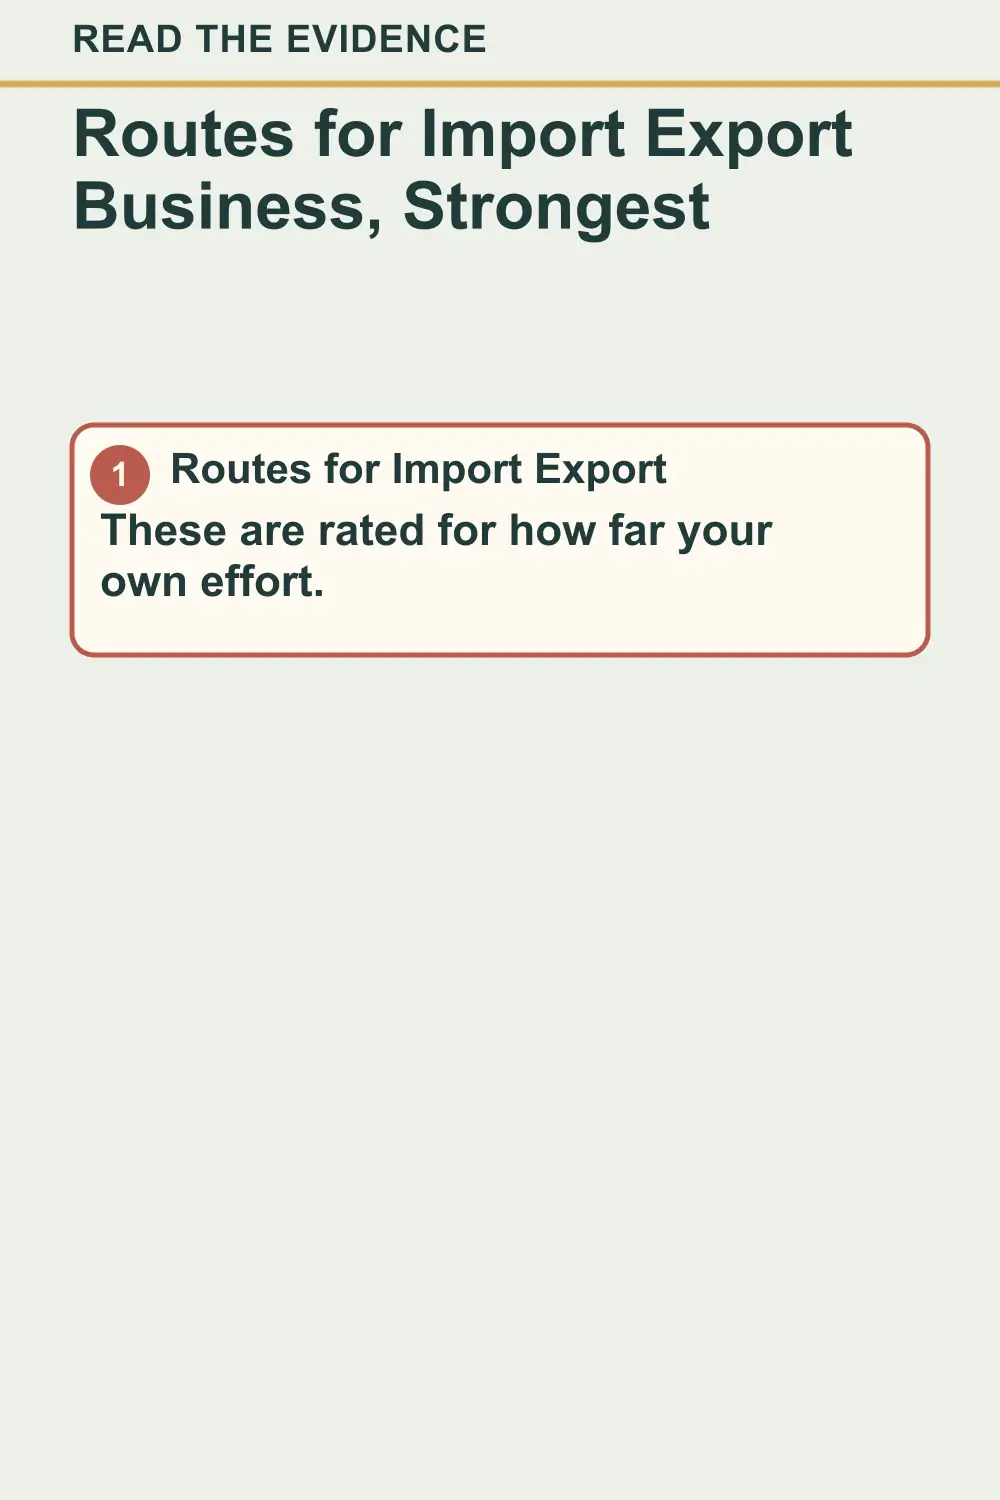 READ THE EVIDENCE
Routes for Import Export
Business, Strongest
1 Routes for Import Export
These are rated for how far your
own effort.